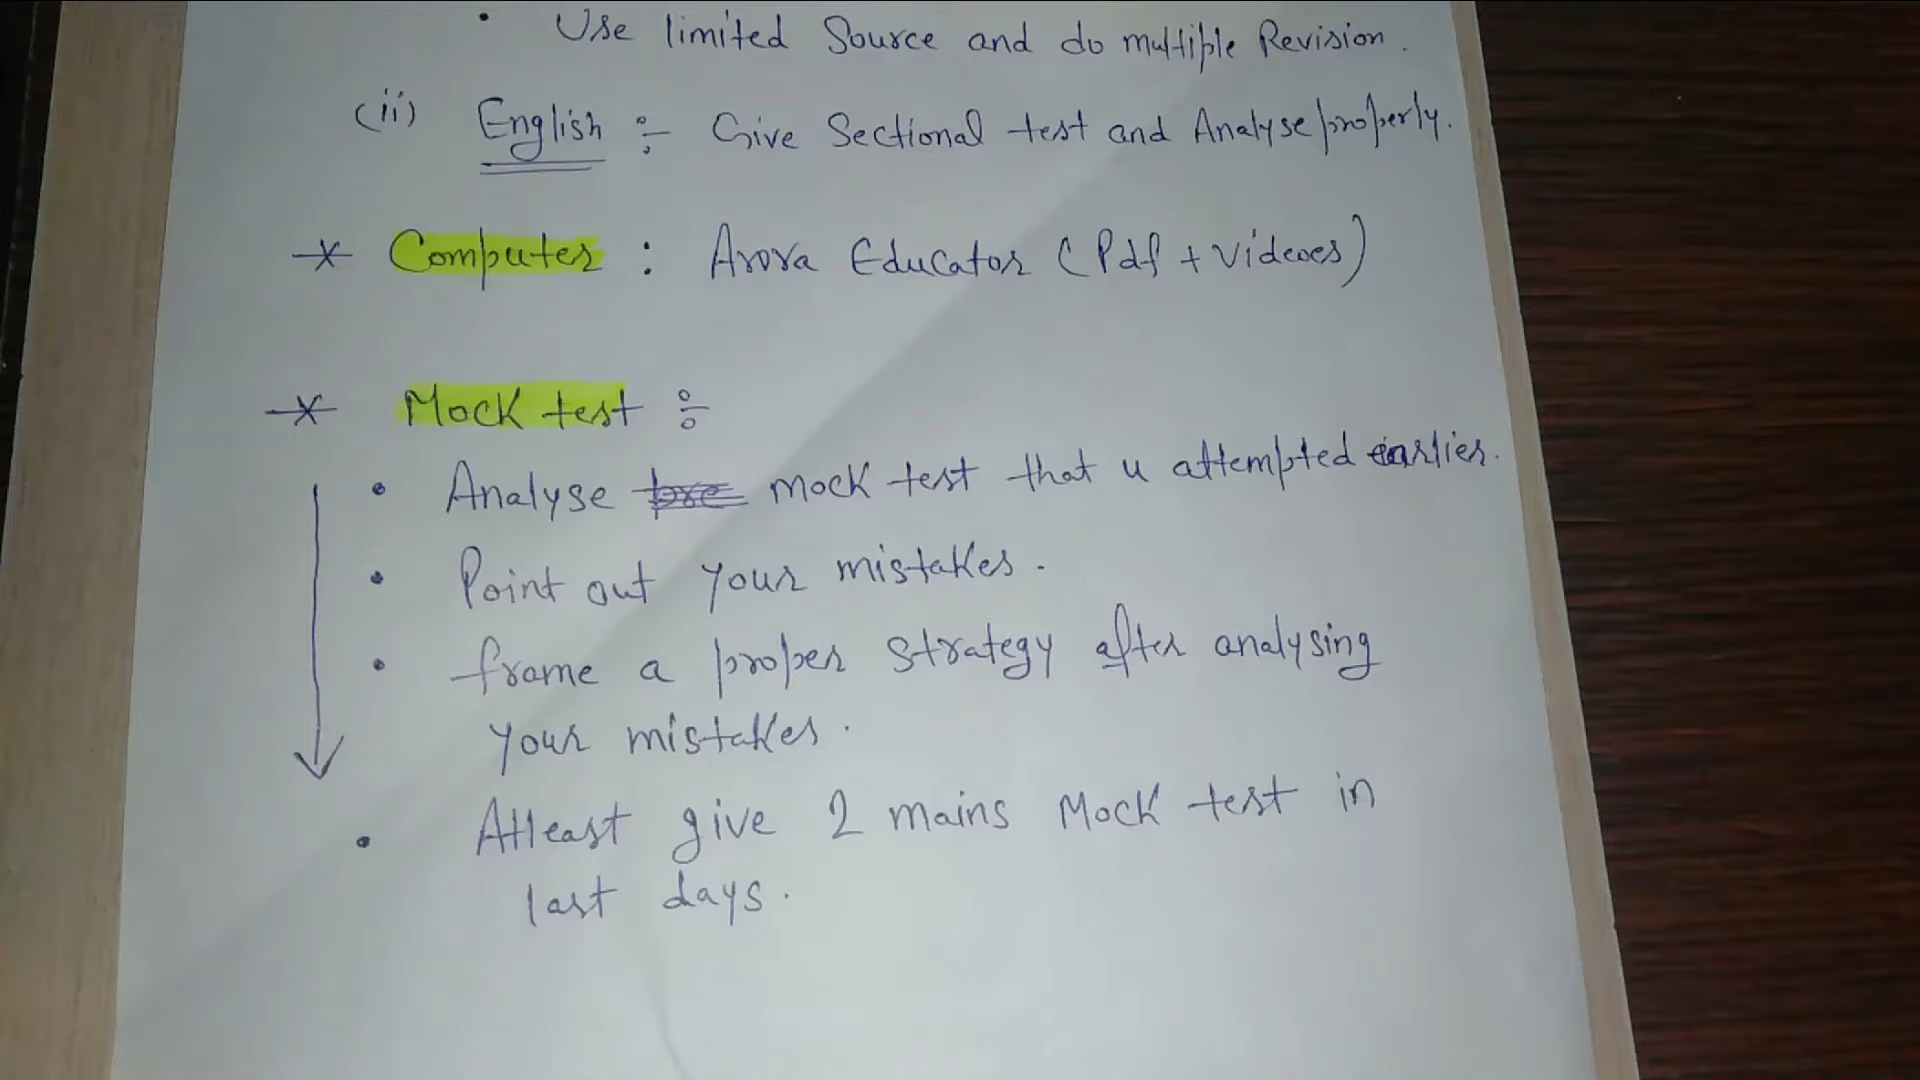 • Use limited Source and do multiple Revision.
(ii) English :- Give Sectional test and Analyse properly.
* Computer : Arora Educator (Pdf + Videoes)
* Mock test :-
• Analyse mock test that u attempted earlier.
• Point out your mistakes.
• frame a proper strategy after analysing
your mistakes.
• Atleast give 2 mains Mock test in
last days.